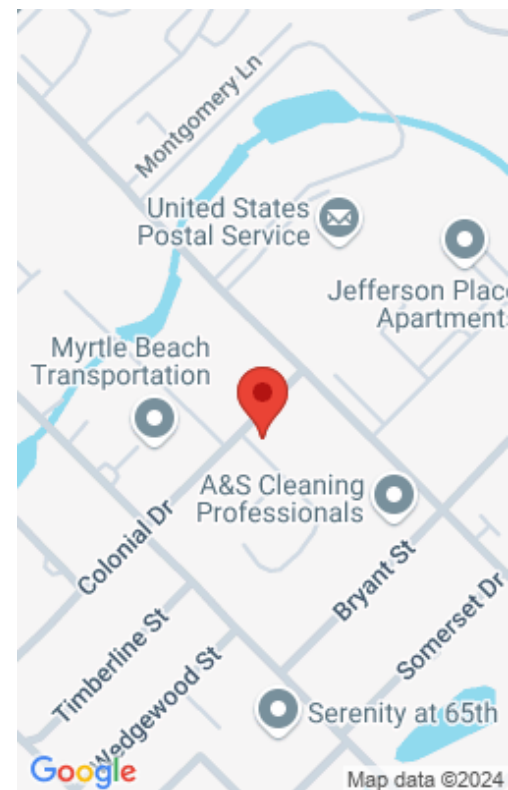 Montgomery Ln
United States
Postal Service
Jefferson Place
Apartments
Myrtle Beach
Transportation
A&S Cleaning
Professionals
Colonial Dr
Bryant St
Timberline St
Somerset Dr
Wedgewood St
Serenity at 65th
Google
Map data ©2024